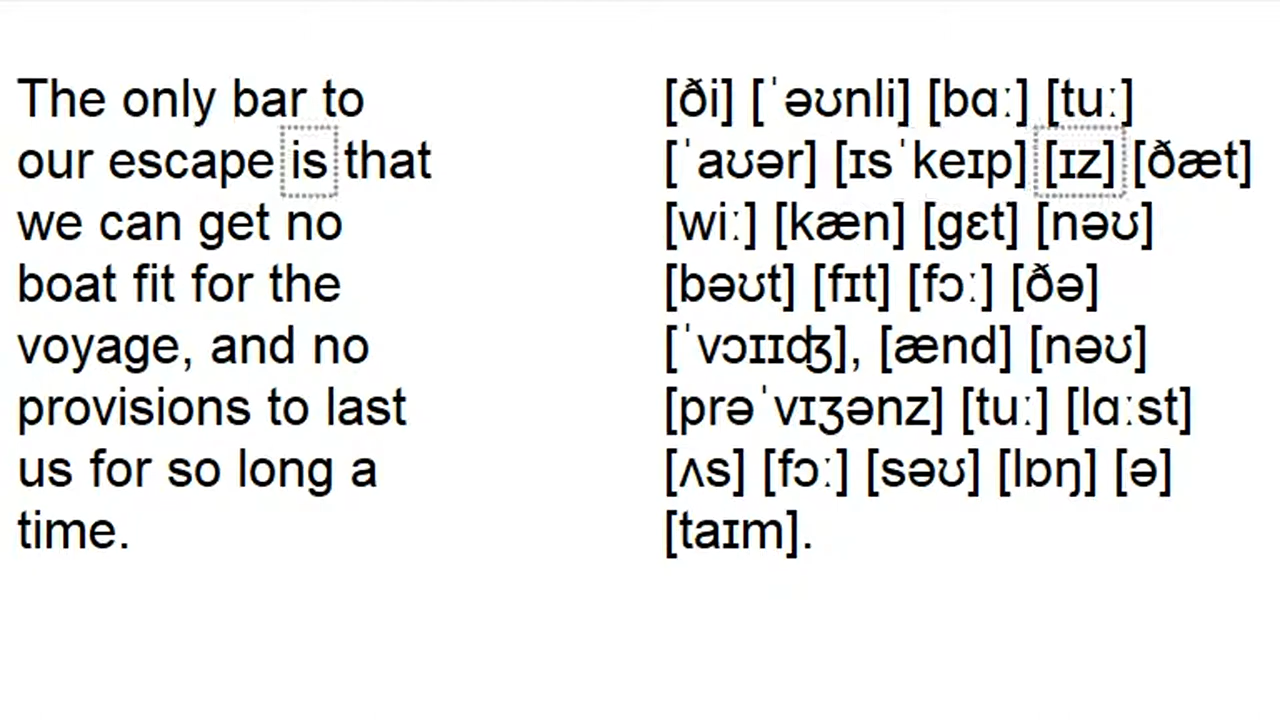 The only bar to
our escape is that
we can get no
boat fit for the
voyage, and no
provisions to last
us for so long a
time.
[ði] [ˈəʊnli] [bɑː] [tuː]
[ˈaʊər] [ɪsˈkeɪp] [ɪz] [ðæt]
[wiː] [kæn] [gɛt] [nəʊ]
[bəʊt] [fɪt] [fɔː] [ðə]
[ˈvɔɪɪʤ], [ænd] [nəʊ]
[prəˈvɪʒənz] [tuː] [lɑːst]
[ʌs] [fɔː] [səʊ] [lɒŋ] [ə]
[taɪm].